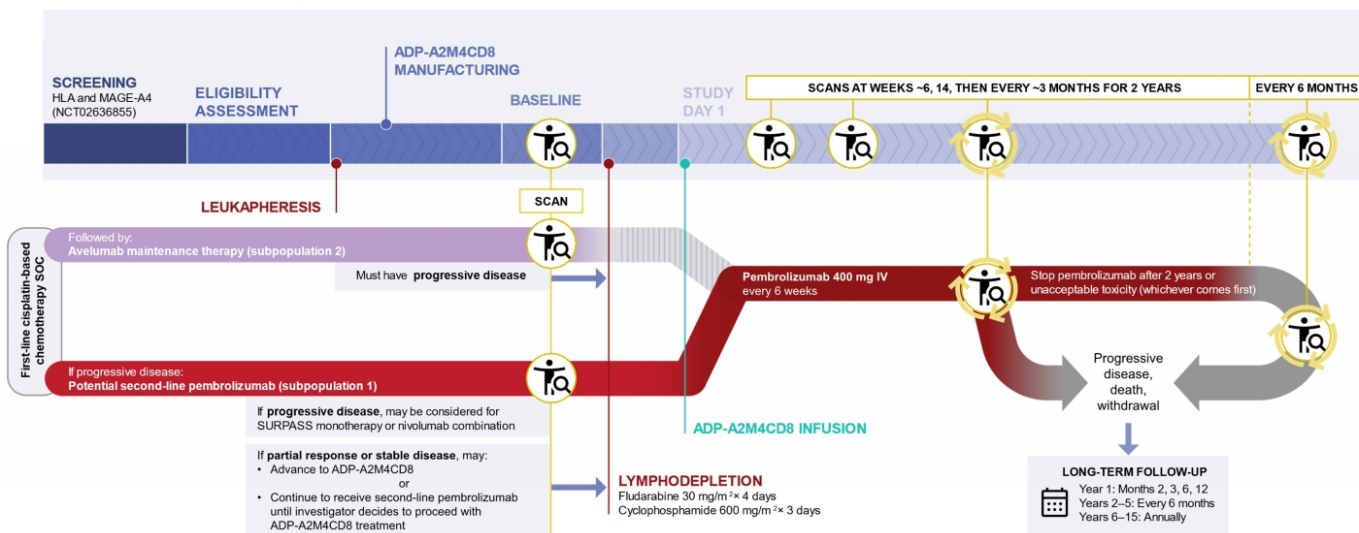 SCREENING
HLA and MAGE-A4
(NCT02636855)
ELIGIBILITY
ASSESSMENT
ADP-A2M4CD8
MANUFACTURING
BASELINE
STUDY
DAY 1
SCANS AT WEEKS ~6, 14, THEN EVERY ~3 MONTHS FOR 2 YEARS
EVERY 6 MONTHS
LEUKAPHERESIS
SCAN
First-line cisplatin-based
chemotherapy SOC
Followed by:
Avelumab maintenance therapy (subpopulation 2)
Must have progressive disease
Pembrolizumab 400 mg IV
every 6 weeks
Stop pembrolizumab after 2 years or
unacceptable toxicity (whichever comes first)
If progressive disease:
Potential second-line pembrolizumab (subpopulation 1)
If progressive disease, may be considered for
SURPASS monotherapy or nivolumab combination
If partial response or stable disease, may:
• Advance to ADP-A2M4CD8
or
• Continue to receive second-line pembrolizumab
until investigator decides to proceed with
ADP-A2M4CD8 treatment
ADP-A2M4CD8 INFUSION
LYMPHODEPLETION
Fludarabine 30 mg/m² × 4 days
Cyclophosphamide 600 mg/m² × 3 days
Progressive
disease,
death,
withdrawal
LONG-TERM FOLLOW-UP
Year 1: Months 2, 3, 6, 12
Years 2–5: Every 6 months
Years 6–15: Annually